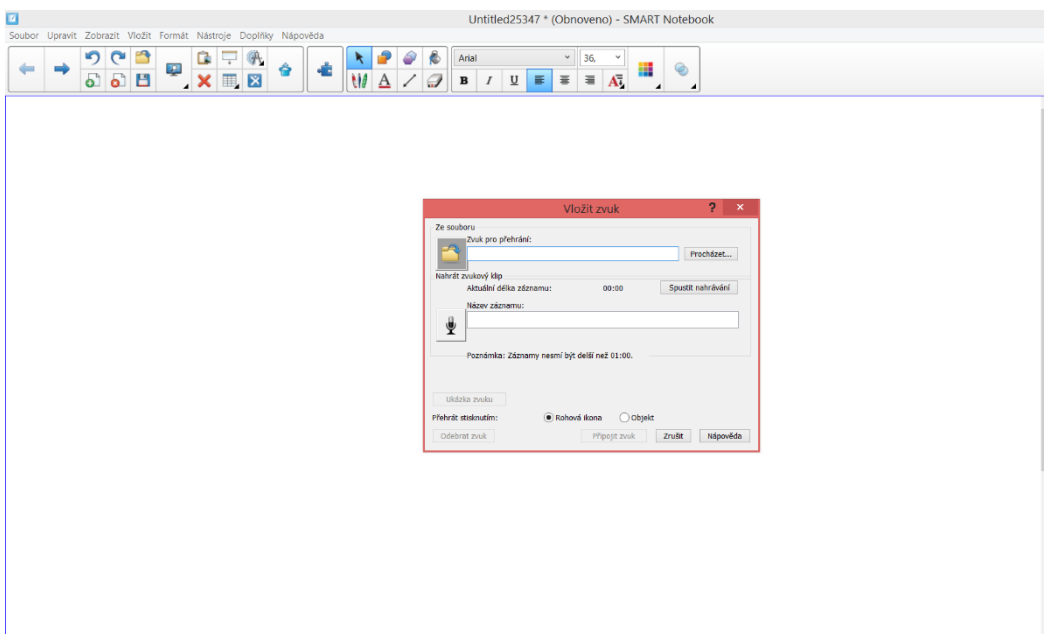 Untitled25347 * (Obnoveno) - SMART Notebook
Soubor Upravit Zobrazit Vložit Formát Nástroje Doplňky Nápověda
Arial 36,
B I U
A
Vložit zvuk ? ×
Ze souboru
Zvuk pro přehrání:
Procházet...
Nahrát zvukový klip
Aktuální délka záznamu: 00:00 Spustit nahrávání
Název záznamu:
Poznámka: Záznamy nesmí být delší než 01:00.
Ukázka zvuku
Přehrát stisknutím: Rohová ikona Objekt
Odebrat zvuk Připojit zvuk Zrušit Nápověda